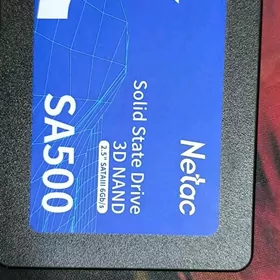 Netac
Solid State Drive
3D NAND
2.5" SATAIII 6Gb/s
SA500